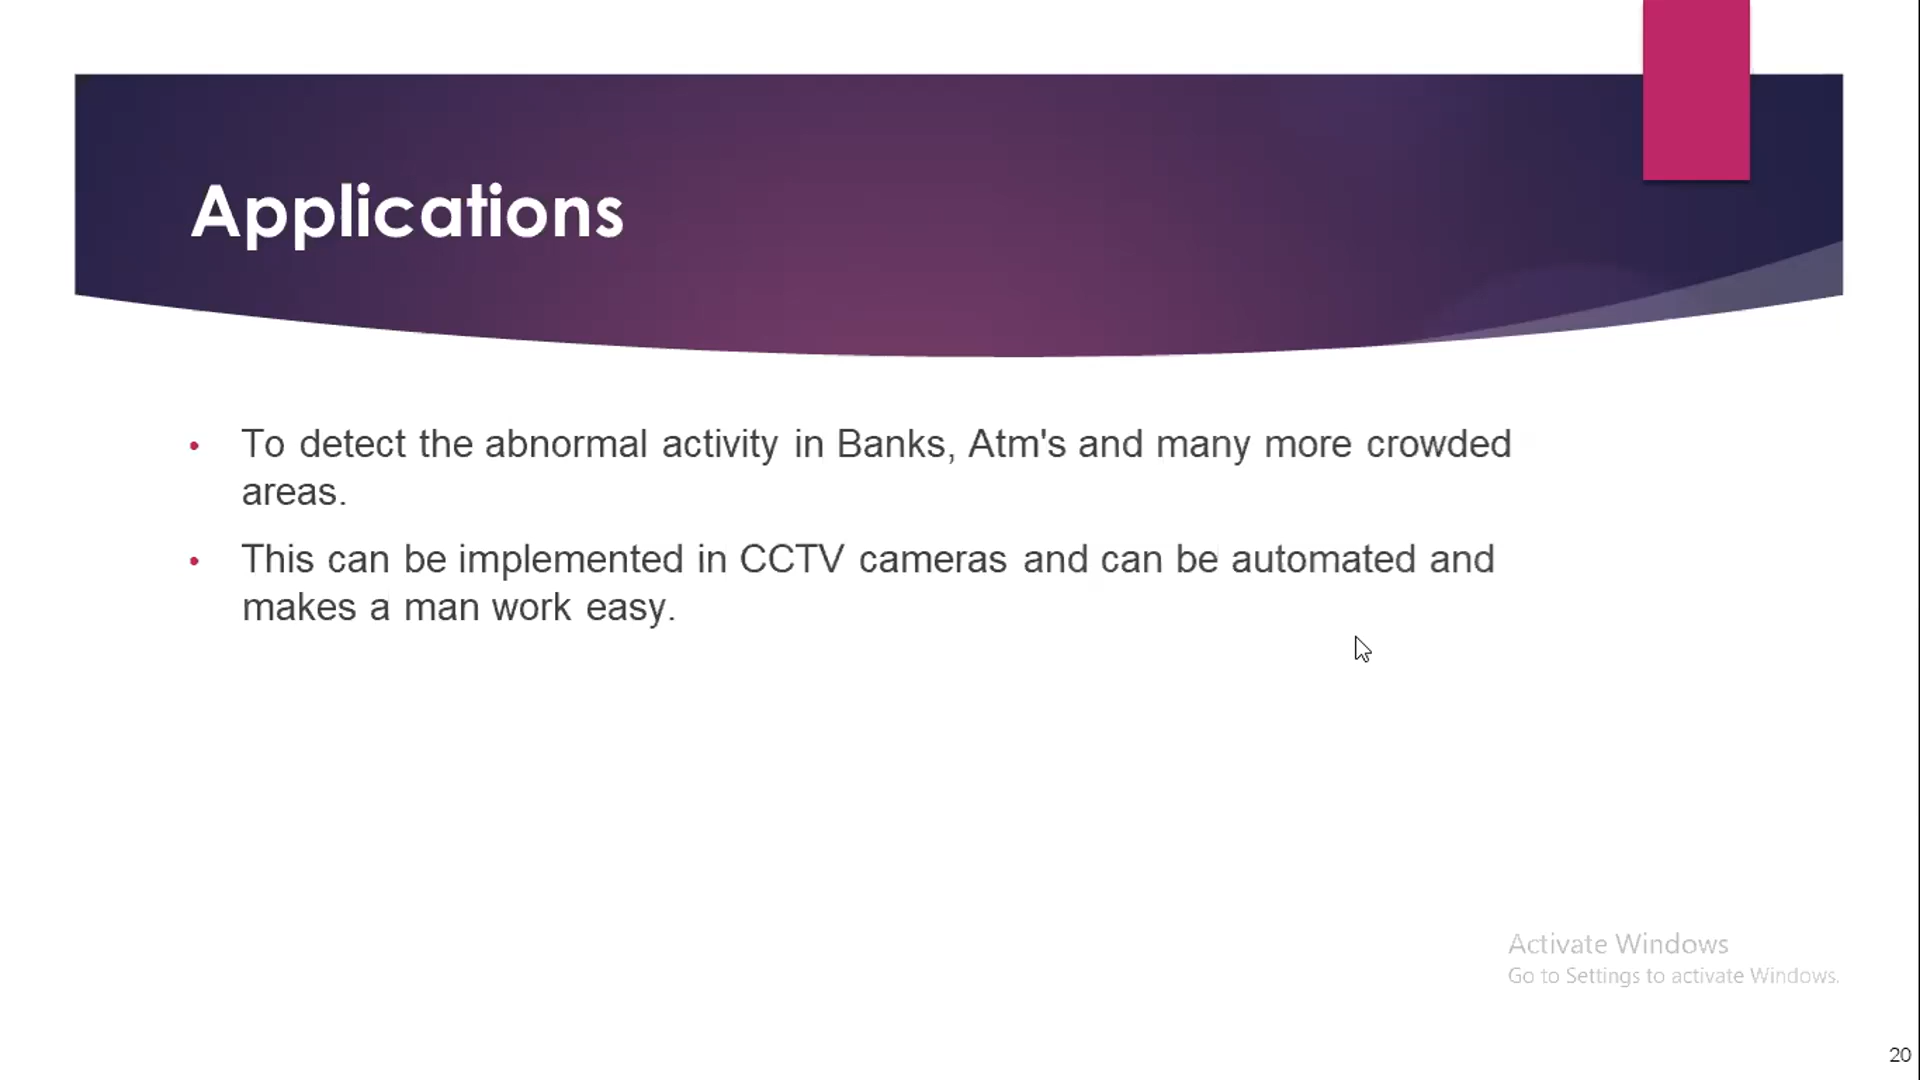 Applications
• To detect the abnormal activity in Banks, Atm's and many more crowded
areas.
• This can be implemented in CCTV cameras and can be automated and
makes a man work easy.
Activate Windows
Go to Settings to activate Windows.
20